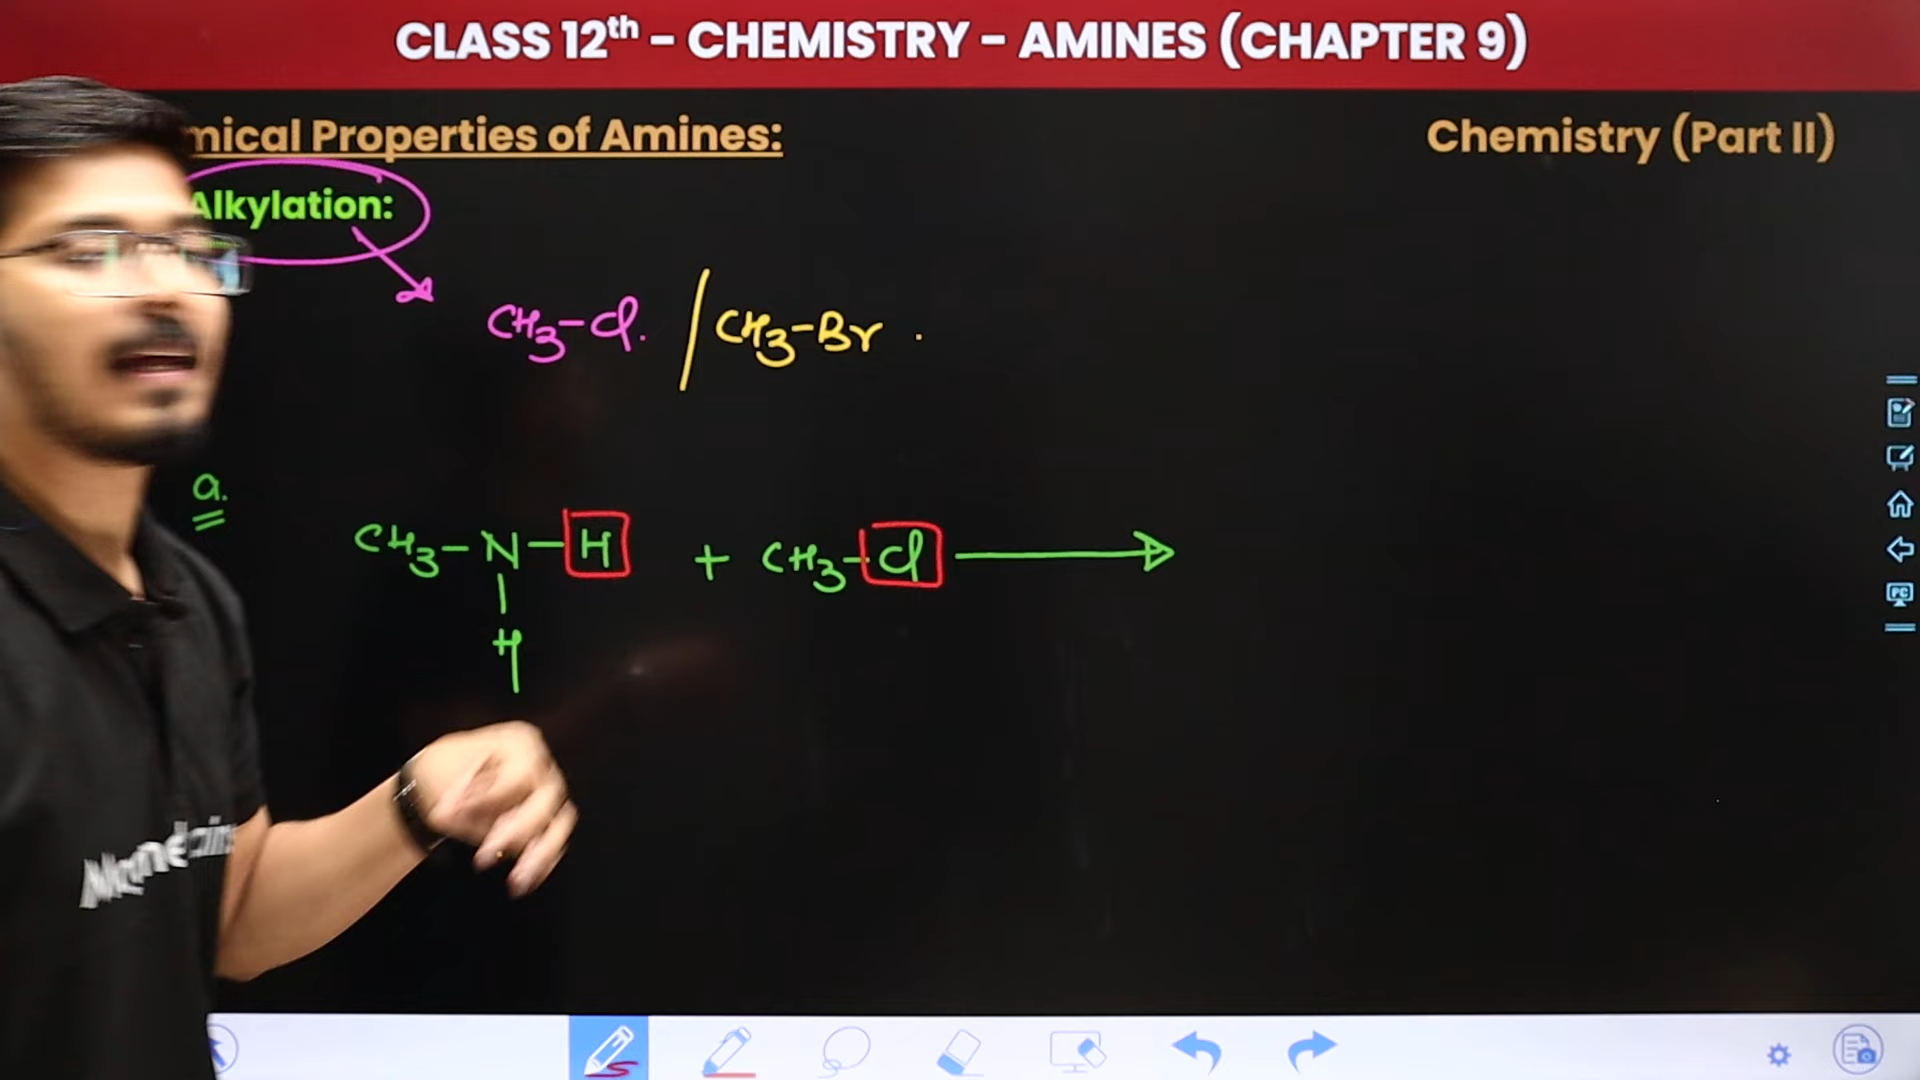 CLASS 12th – CHEMISTRY – AMINES (CHAPTER 9)
mical Properties of Amines:
Chemistry (Part II)
Alkylation:
CH3-Cl. / CH3-Br .
a.
CH3-N-H + CH3-Cl
H
PC